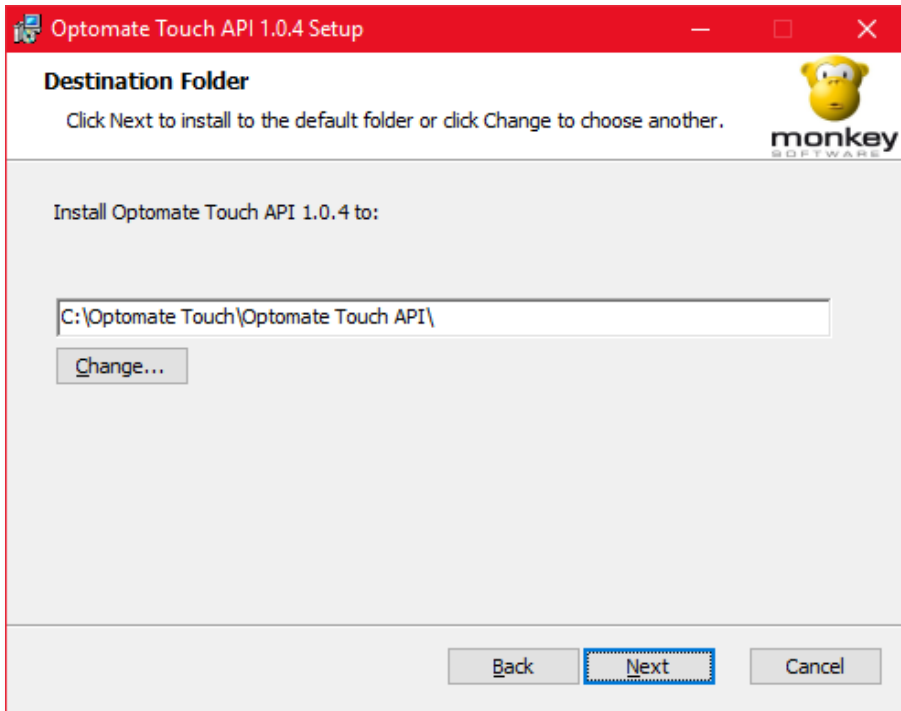 Optomate Touch API 1.0.4 Setup
Destination Folder
Click Next to install to the default folder or click Change to choose another.
monkey
SOFTWARE
Install Optomate Touch API 1.0.4 to:
C:\Optomate Touch\Optomate Touch API\
Change...
Back Next Cancel